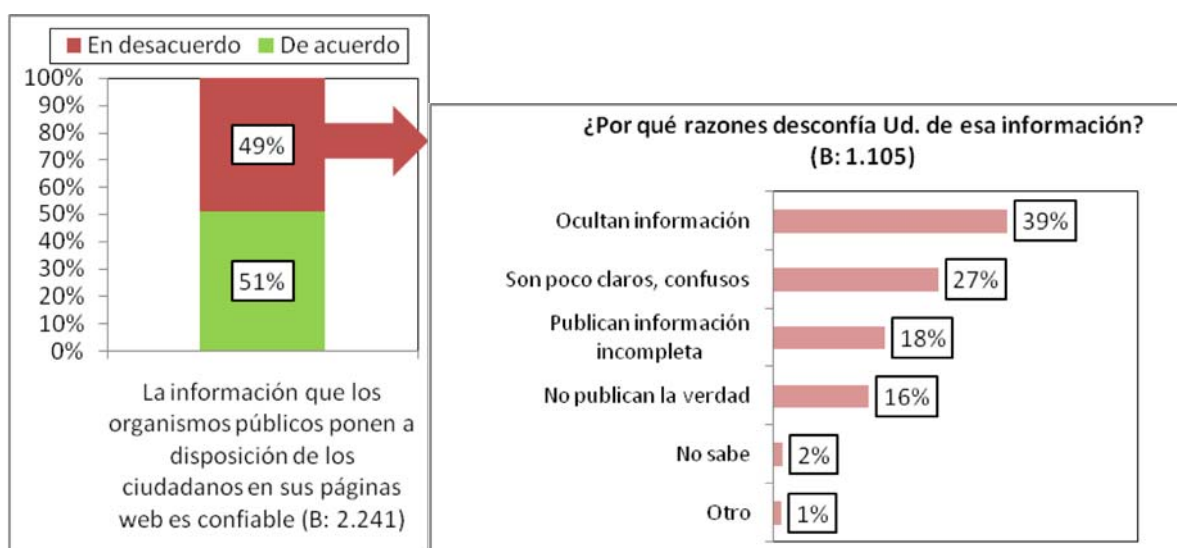 En desacuerdo De acuerdo
100%
90%
80%
70%
60%
50%
40%
30%
20%
10%
0%
49%
51%
La información que los
organismos públicos ponen a
disposición de los
ciudadanos en sus páginas
web es confiable (B: 2.241)
¿Por qué razones desconfía Ud. de esa información?
(B: 1.105)
Ocultan información 39%
Son poco claros, confusos 27%
Publican información
incompleta 18%
No publican la verdad 16%
No sabe 2%
Otro 1%